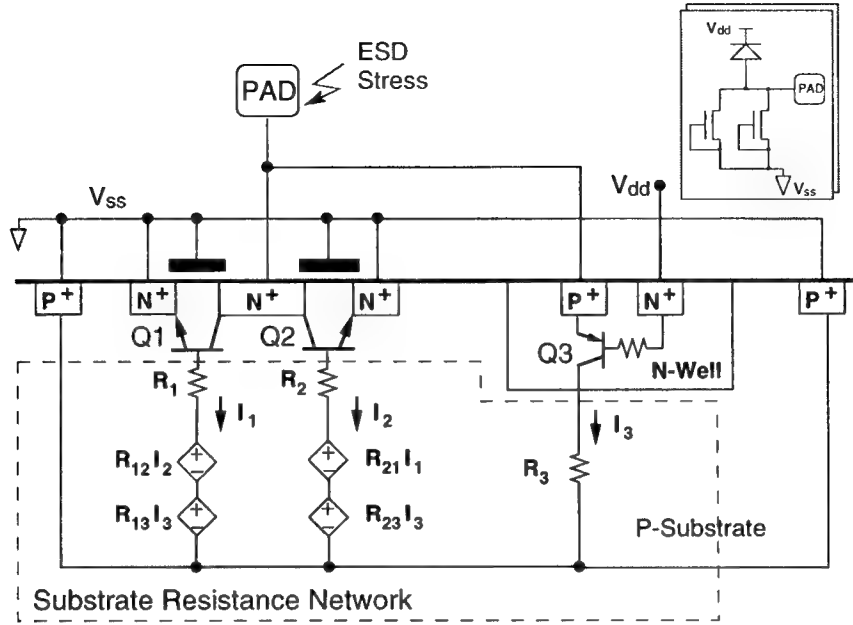 ESD
Stress
PAD
Vdd
PAD
Vss
Vss
Vdd
P+
N+
N+
N+
P+
N+
P+
Q1
Q2
Q3
N-Well
R1
R2
I1
I2
I3
R12I2
R21I1
R3
R13I3
R23I3
P-Substrate
Substrate Resistance Network